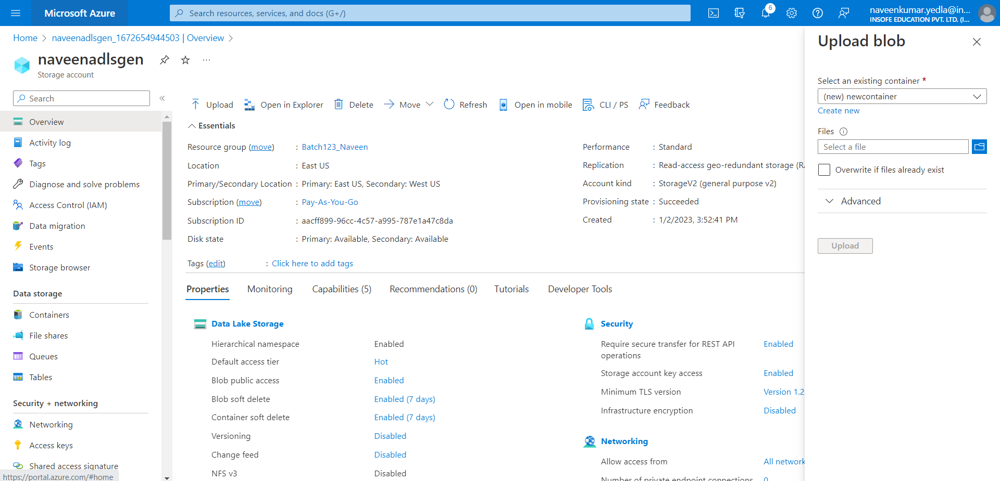 Microsoft Azure
Search resources, services, and docs (G+/)
6
naveenkumar.yedla@in...
INSOFE EDUCATION PVT. LTD. (I...
Home > naveenadlsgen_1672654944503 | Overview >
naveenadlsgen
Storage account
Search
Overview
Activity log
Tags
Diagnose and solve problems
Access Control (IAM)
Data migration
Events
Storage browser
Data storage
Containers
File shares
Queues
Tables
Security + networking
Networking
Access keys
Shared access signature
https://portal.azure.com/#home
Upload
Open in Explorer
Delete
Move
Refresh
Open in mobile
CLI / PS
Feedback
Essentials
Resource group (move) : Batch123_Naveen
Location : East US
Primary/Secondary Location : Primary: East US, Secondary: West US
Subscription (move) : Pay-As-You-Go
Subscription ID : aacff899-96cc-4c57-a995-787e1a47c8da
Disk state : Primary: Available, Secondary: Available
Tags (edit) : Click here to add tags
Performance : Standard
Replication : Read-access geo-redundant storage (RA
Account kind : StorageV2 (general purpose v2)
Provisioning state : Succeeded
Created : 1/2/2023, 3:52:41 PM
Properties
Monitoring
Capabilities (5)
Recommendations (0)
Tutorials
Developer Tools
Data Lake Storage
Hierarchical namespace Enabled
Default access tier Hot
Blob public access Enabled
Blob soft delete Enabled (7 days)
Container soft delete Enabled (7 days)
Versioning Disabled
Change feed Disabled
NFS v3 Disabled
Security
Require secure transfer for REST API Enabled
operations
Storage account key access Enabled
Minimum TLS version Version 1.2
Infrastructure encryption Disabled
Networking
Allow access from All network
Number of private endpoint connections 0
Upload blob
Select an existing container *
(new) newcontainer
Create new
Files
Select a file
Overwrite if files already exist
Advanced
Upload